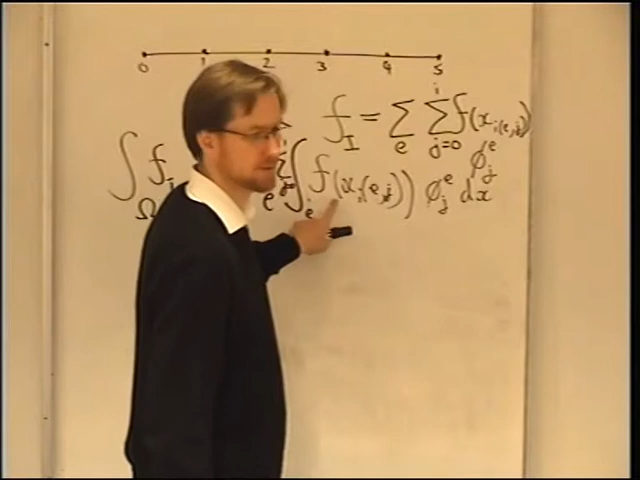 0 1 2 3 4 5
f_I = Σ_e Σ_{j=0}^{i} f(x_{i(e,j)}) φ_j^e
∫_Ω f_I Σ_e ∫_e f(x_{i(e,j)}) φ_j^e dx